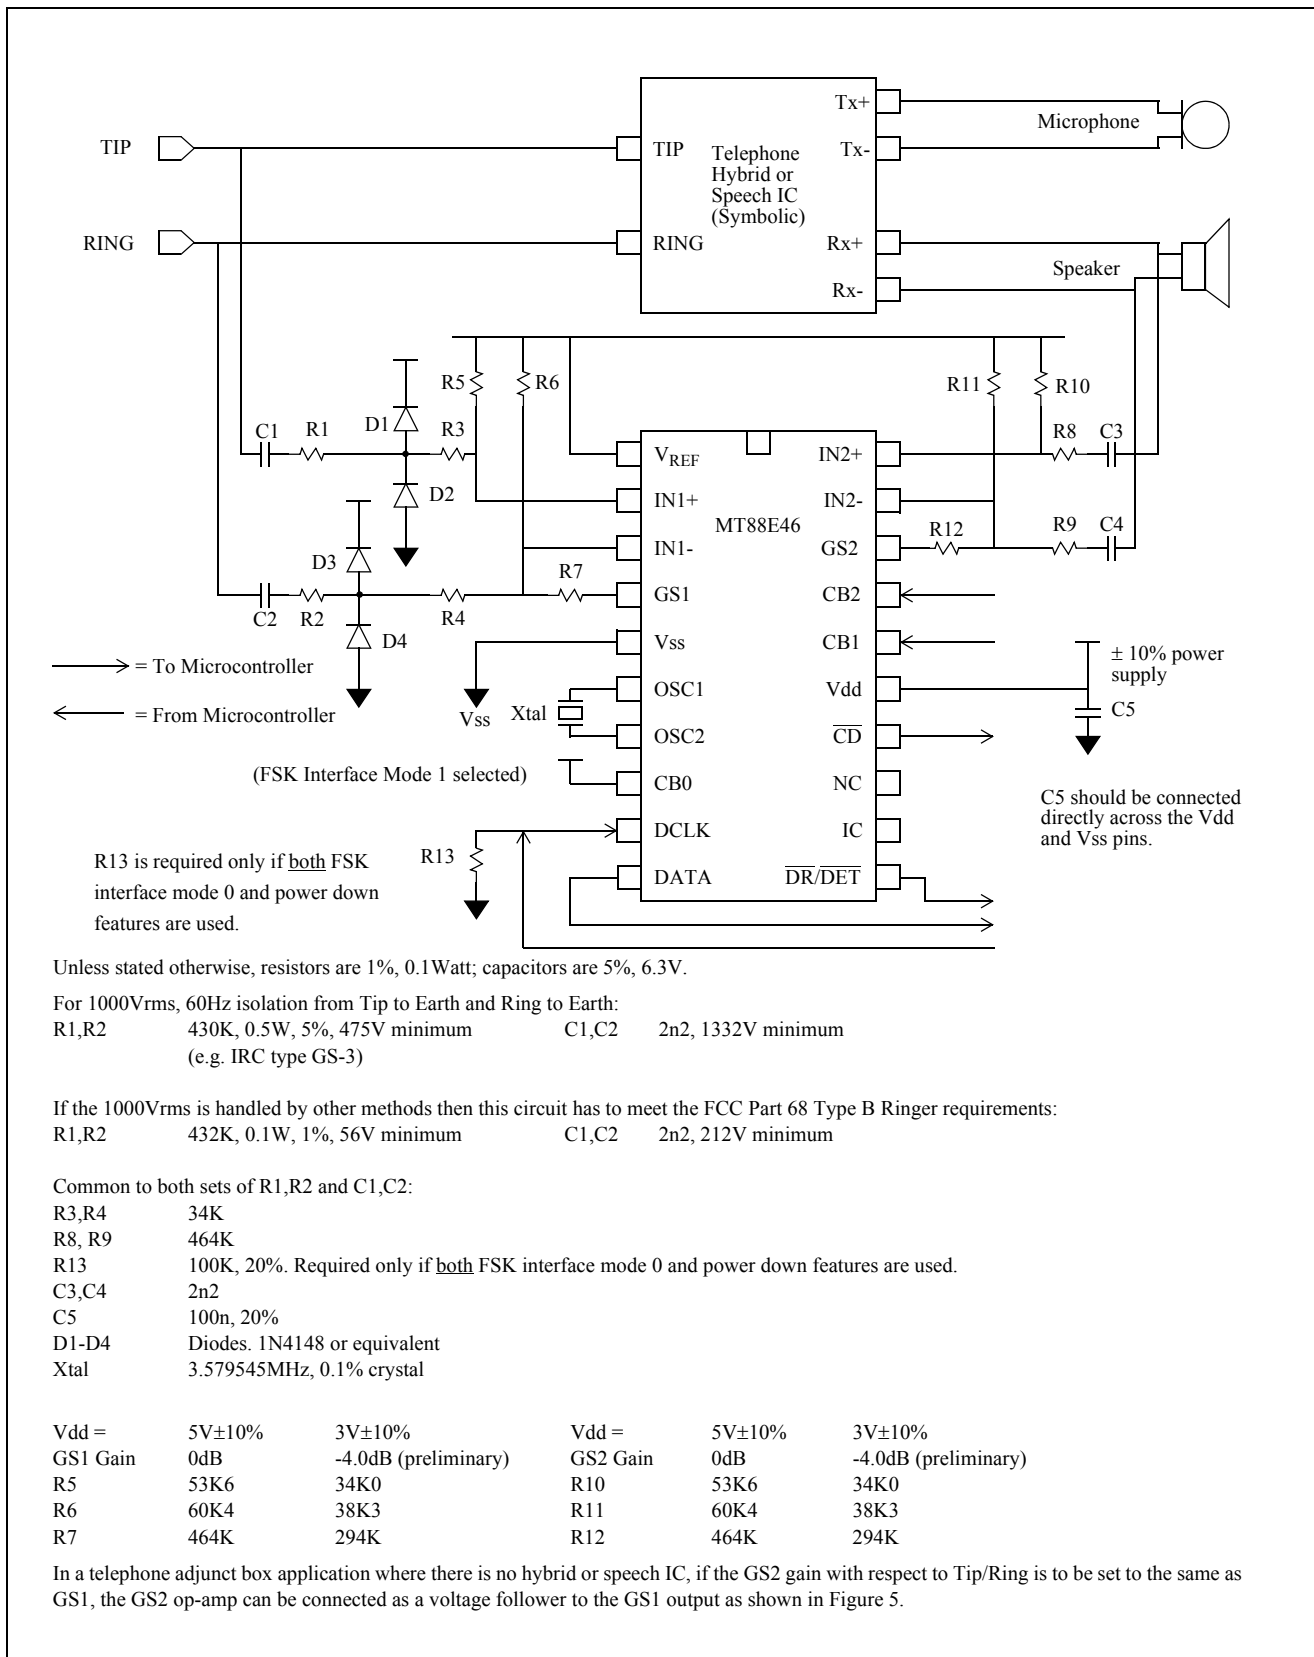 Tx+
Microphone
TIP
TIP
Telephone
Hybrid or
Speech IC
(Symbolic)
Tx-
RING
RING
Rx+
Speaker
Rx-
R5
R6
R11
R10
C1
R1
D1
R3
R8
C3
VREF
IN2+
D2
IN1+
IN2-
MT88E46
R12
R9
C4
D3
IN1-
GS2
R7
GS1
CB2
C2
R2
R4
D4
Vss
CB1
± 10% power
supply
= To Microcontroller
OSC1
Vdd
C5
Vss
Xtal
= From Microcontroller
OSC2
CD
(FSK Interface Mode 1 selected)
CB0
NC
C5 should be connected
directly across the Vdd
and Vss pins.
DCLK
IC
R13
R13 is required only if both FSK
interface mode 0 and power down
features are used.
DATA
DR/DET
Unless stated otherwise, resistors are 1%, 0.1Watt; capacitors are 5%, 6.3V.
For 1000Vrms, 60Hz isolation from Tip to Earth and Ring to Earth:
R1,R2 430K, 0.5W, 5%, 475V minimum C1,C2 2n2, 1332V minimum
(e.g. IRC type GS-3)
If the 1000Vrms is handled by other methods then this circuit has to meet the FCC Part 68 Type B Ringer requirements:
R1,R2 432K, 0.1W, 1%, 56V minimum C1,C2 2n2, 212V minimum
Common to both sets of R1,R2 and C1,C2:
R3,R4 34K
R8, R9 464K
R13 100K, 20%. Required only if both FSK interface mode 0 and power down features are used.
C3,C4 2n2
C5 100n, 20%
D1-D4 Diodes. 1N4148 or equivalent
Xtal 3.579545MHz, 0.1% crystal
Vdd = 5V±10% 3V±10% Vdd = 5V±10% 3V±10%
GS1 Gain 0dB -4.0dB (preliminary) GS2 Gain 0dB -4.0dB (preliminary)
R5 53K6 34K0 R10 53K6 34K0
R6 60K4 38K3 R11 60K4 38K3
R7 464K 294K R12 464K 294K
In a telephone adjunct box application where there is no hybrid or speech IC, if the GS2 gain with respect to Tip/Ring is to be set to the same as
GS1, the GS2 op-amp can be connected as a voltage follower to the GS1 output as shown in Figure 5.